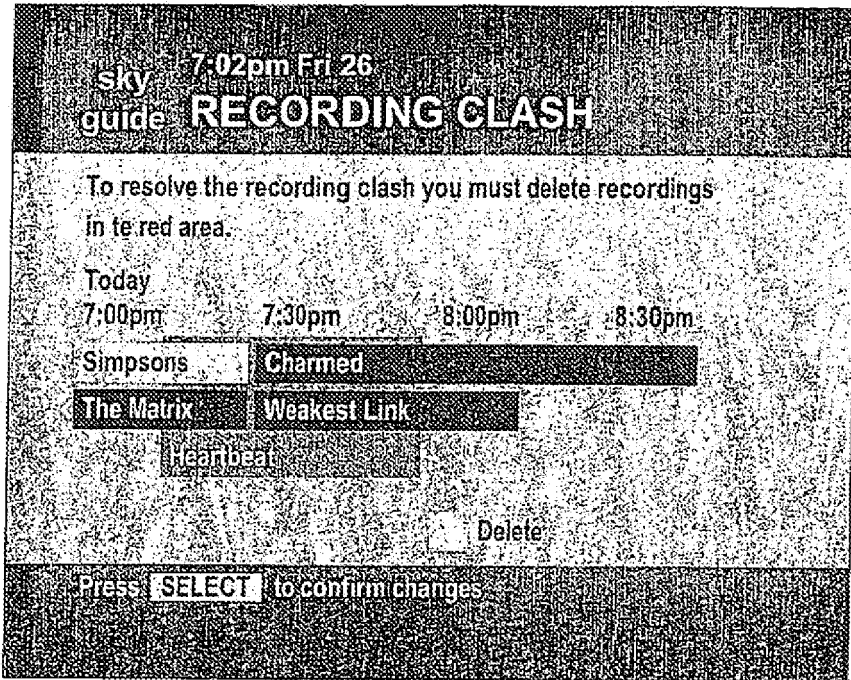 sky guide 7:02pm Fri 26
RECORDING CLASH
To resolve the recording clash you must delete recordings
in te red area.
Today
7:00pm 7:30pm 8:00pm 8:30pm
Simpsons Charmed
The Matrix Weakest Link
Heartbeat
Delete
Press SELECT to confirm changes